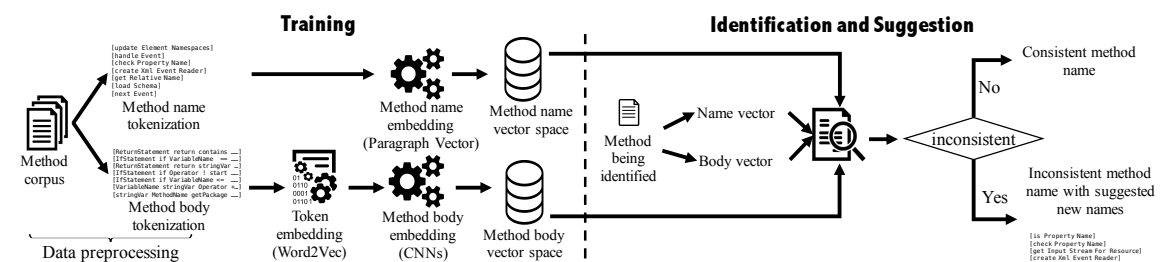 Training
Identification and Suggestion
[update Element Namespaces]
[handle Event]
[check Property Name]
[create Xml Event Reader]
[get Relative Name]
[load Schema]
[next Event]
Method name
tokenization
Method
corpus
[ReturnStatement return contains ……]
[IfStatement if VariableName == ……]
[ReturnStatement return stringVar …]
[IfStatement if Operator ! start ……]
[IfStatement if VariableName <= ……]
[VariableName stringVar Operator +…]
[stringVar MethodName getPackage ……]
Method body
tokenization
Data preprocessing
01
0110
0001
01101
Token
embedding
(Word2Vec)
Method name
embedding
(Paragraph Vector)
Method body
embedding
(CNNs)
Method name
vector space
Method body
vector space
Method
being
identified
Name vector
Body vector
inconsistent
No
Yes
Consistent method
name
Inconsistent method
name with suggested
new names
[is Property Name]
[check Property Name]
[get Input Stream For Resource]
[create Xml Event Reader]